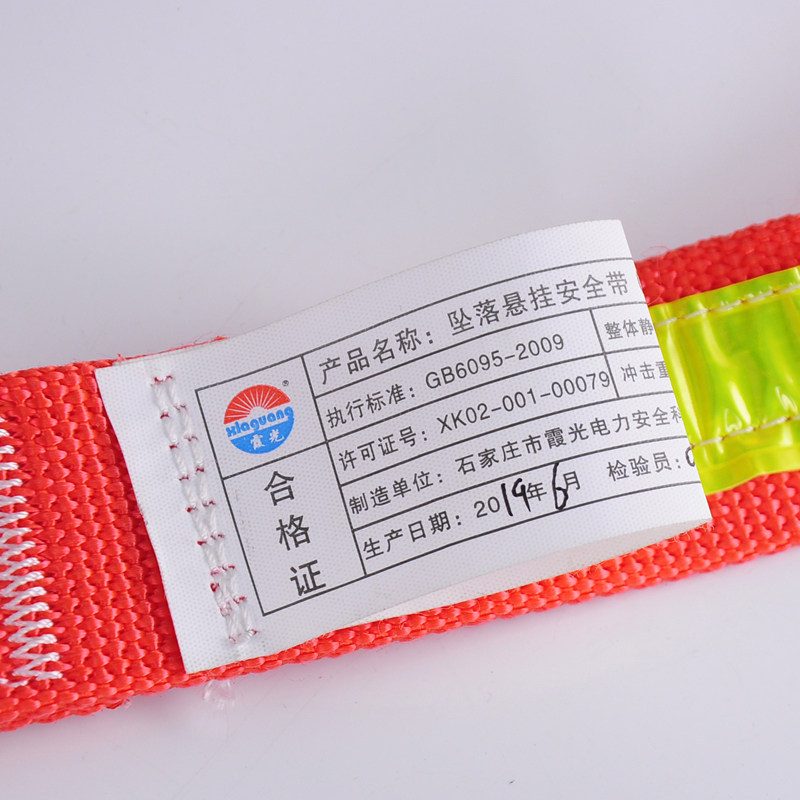 产品名称：坠落悬挂安全带
执行标准：GB6095-2009 整体静
许可证号：XK02-001-00079 冲击重
制造单位：石家庄市霞光电力安全科
生产日期：2019年6月 检验员：
®
xiaguang
霞光
合格证